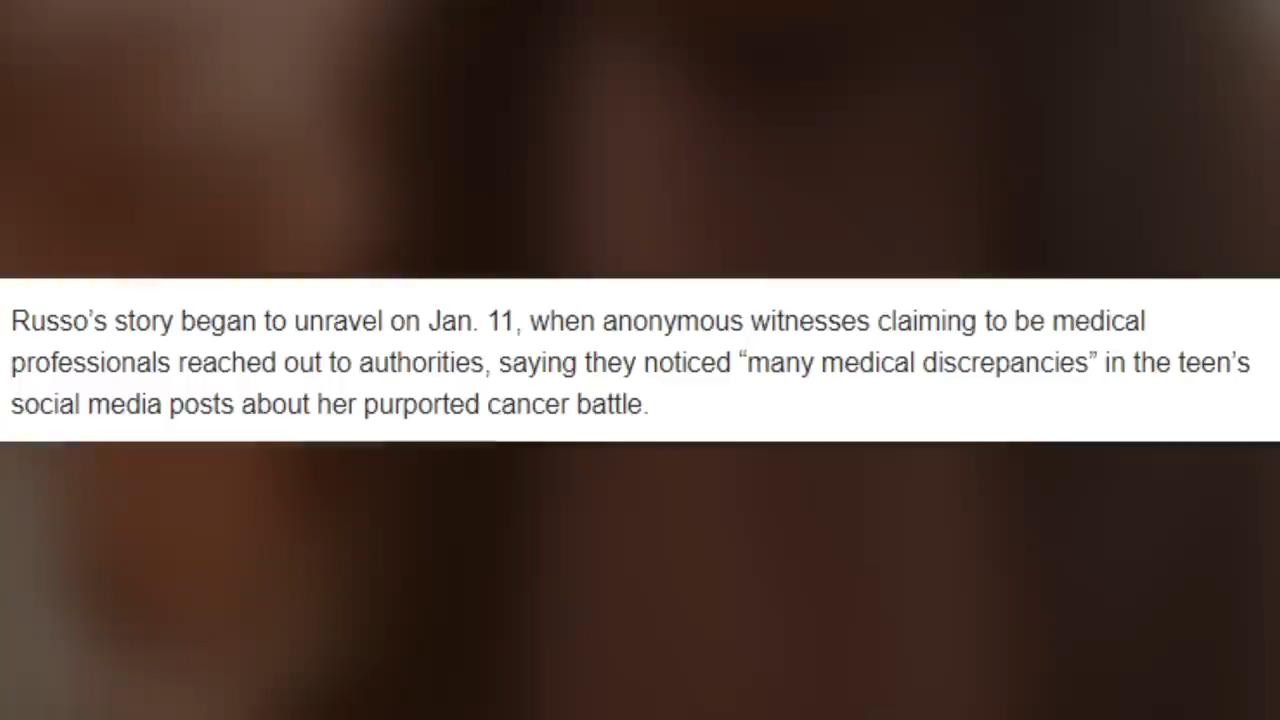 Russo’s story began to unravel on Jan. 11, when anonymous witnesses claiming to be medical
professionals reached out to authorities, saying they noticed “many medical discrepancies” in the teen’s
social media posts about her purported cancer battle.